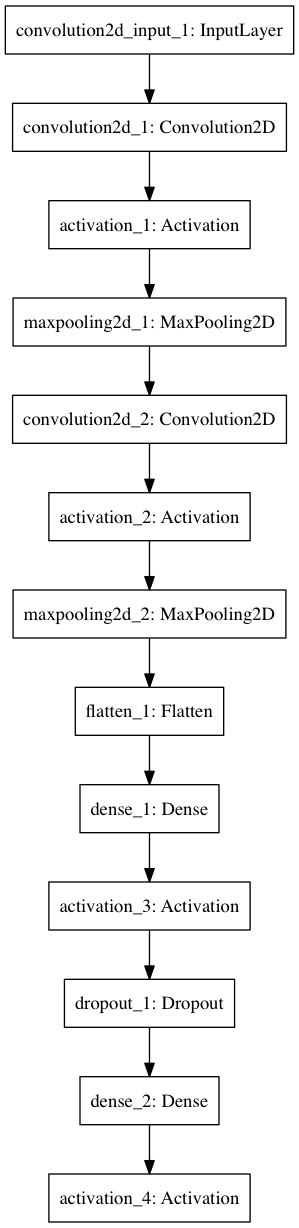 convolution2d_input_1: InputLayer
convolution2d_1: Convolution2D
activation_1: Activation
maxpooling2d_1: MaxPooling2D
convolution2d_2: Convolution2D
activation_2: Activation
maxpooling2d_2: MaxPooling2D
flatten_1: Flatten
dense_1: Dense
activation_3: Activation
dropout_1: Dropout
dense_2: Dense
activation_4: Activation